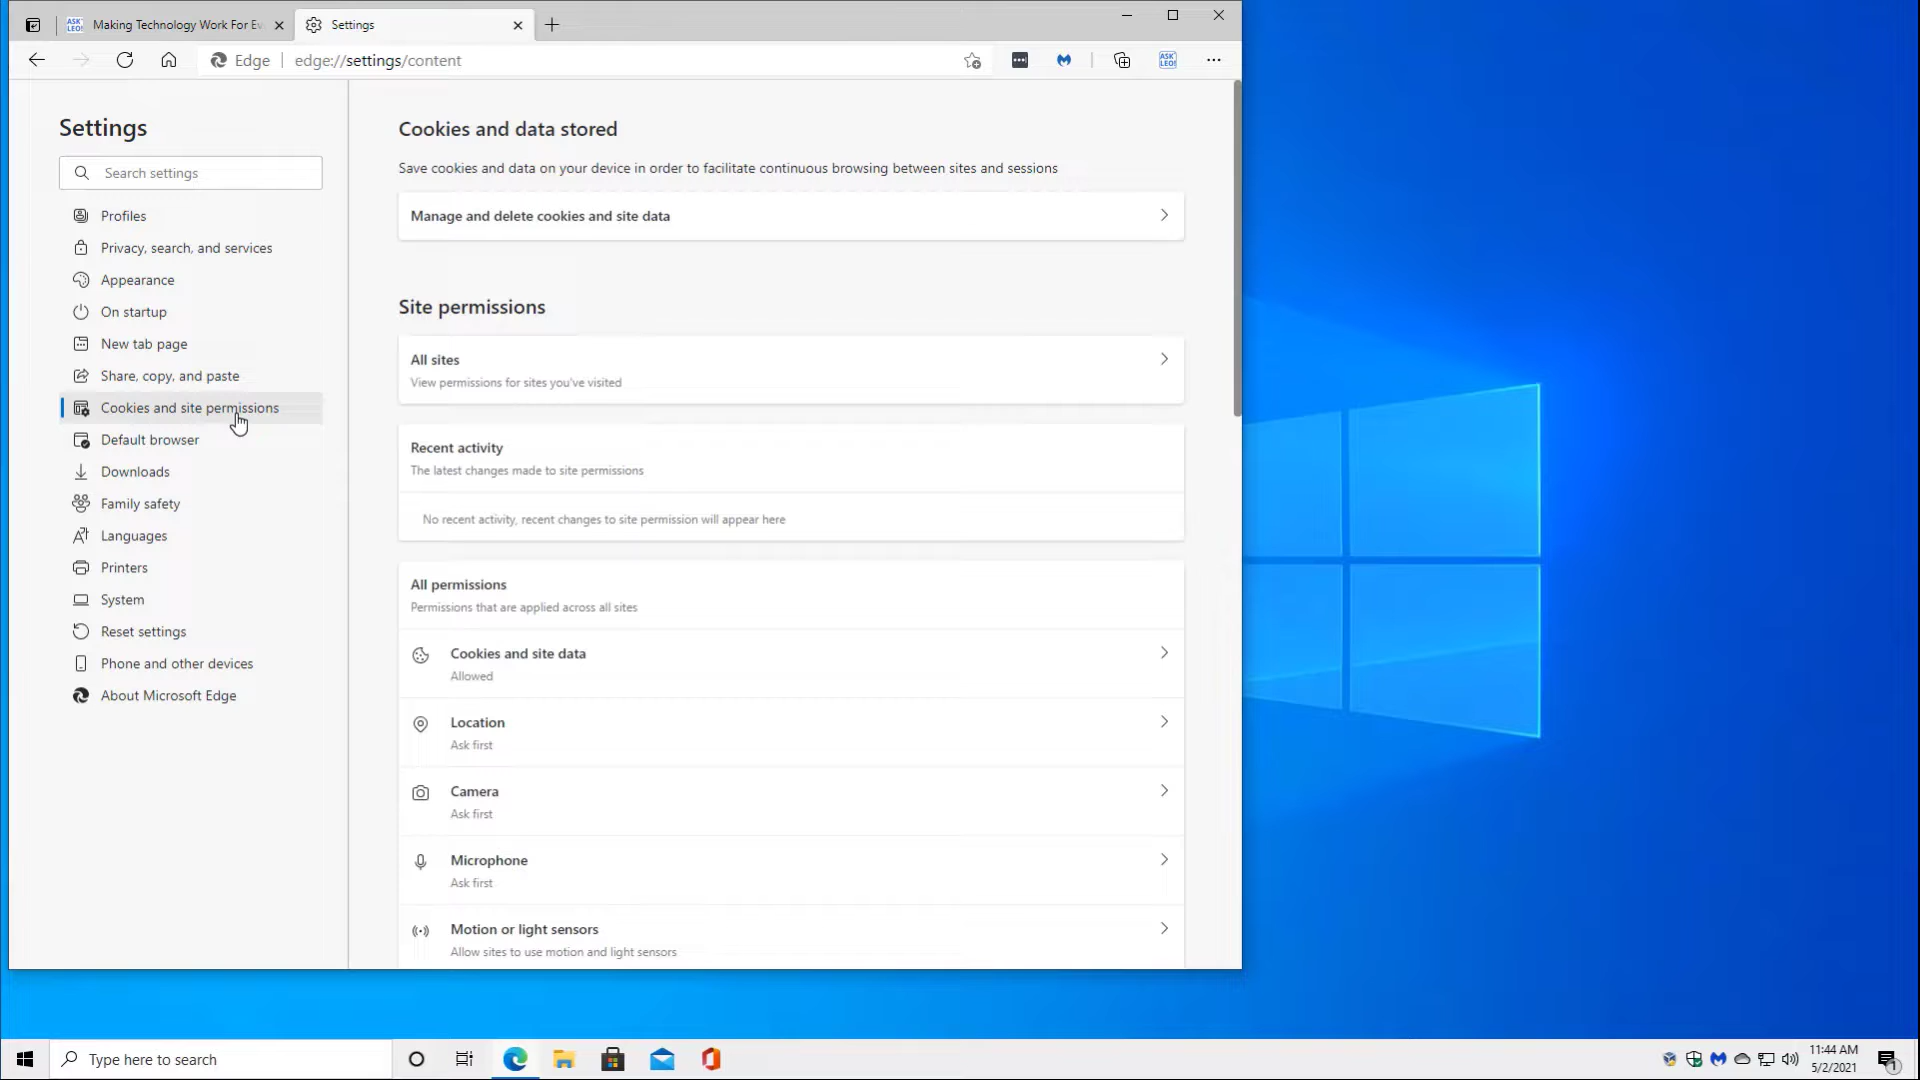 ASK LEO!
Making Technology Work For Ev
Settings
Edge
edge://settings/content
ASK LEO!
Settings
Search settings
Profiles
Privacy, search, and services
Appearance
On startup
New tab page
Share, copy, and paste
Cookies and site permissions
Default browser
Downloads
Family safety
Languages
Printers
System
Reset settings
Phone and other devices
About Microsoft Edge
Cookies and data stored
Save cookies and data on your device in order to facilitate continuous browsing between sites and sessions
Manage and delete cookies and site data
Site permissions
All sites
View permissions for sites you've visited
Recent activity
The latest changes made to site permissions
No recent activity, recent changes to site permission will appear here
All permissions
Permissions that are applied across all sites
Cookies and site data
Allowed
Location
Ask first
Camera
Ask first
Microphone
Ask first
Motion or light sensors
Allow sites to use motion and light sensors
Type here to search
11:44 AM
5/2/2021
1